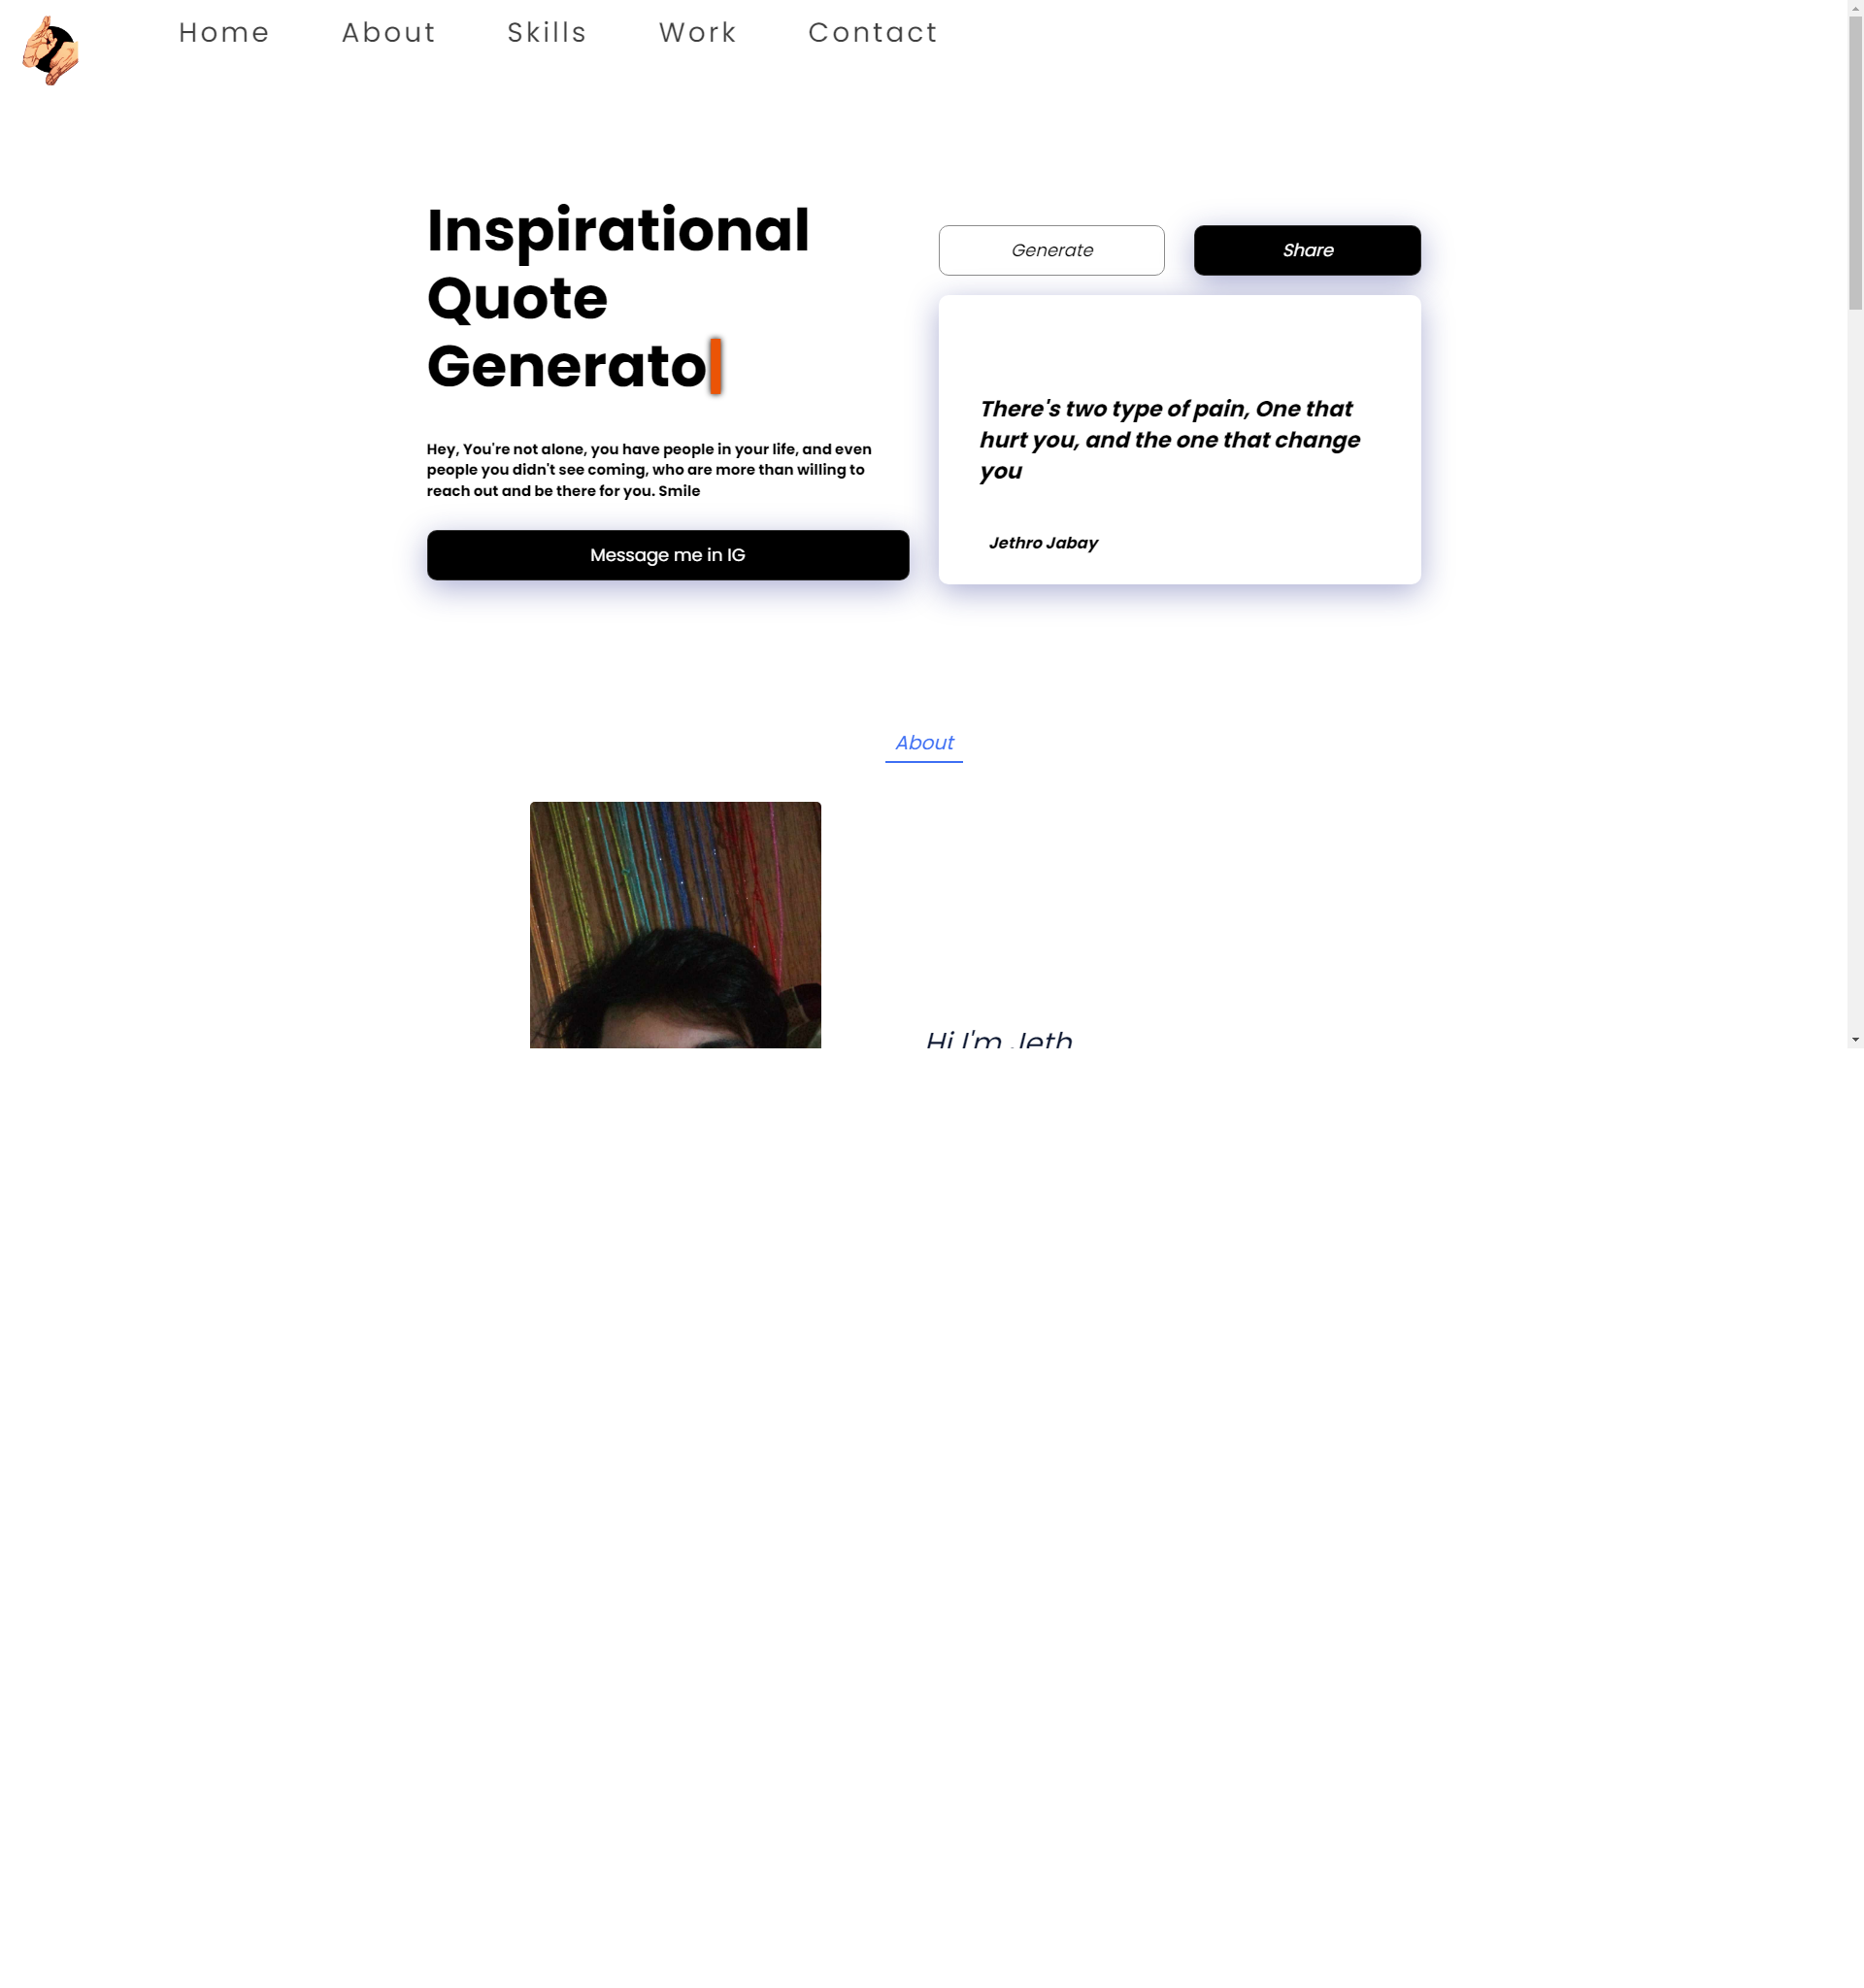 Home About Skills Work Contact
Inspirational
Quote
Generato
Hey, You're not alone, you have people in your life, and even
people you didn't see coming, who are more than willing to
reach out and be there for you. Smile
Message me in IG
Generate
Share
There's two type of pain, One that
hurt you, and the one that change
you
Jethro Jabay
About
Hi I'm Jeth